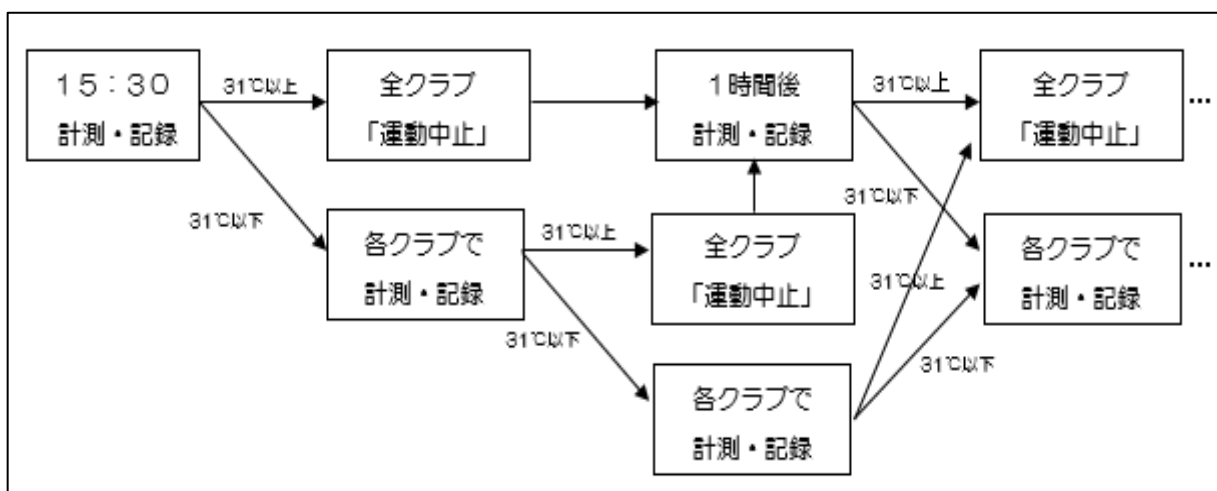 １５：３０
計測・記録
31℃以上
全クラブ
「運動中止」
１時間後
計測・記録
31℃以上
全クラブ
「運動中止」
…
31℃以下
各クラブで
計測・記録
31℃以上
全クラブ
「運動中止」
31℃以下
31℃以上
各クラブで
計測・記録
…
31℃以下
各クラブで
計測・記録
31℃以下